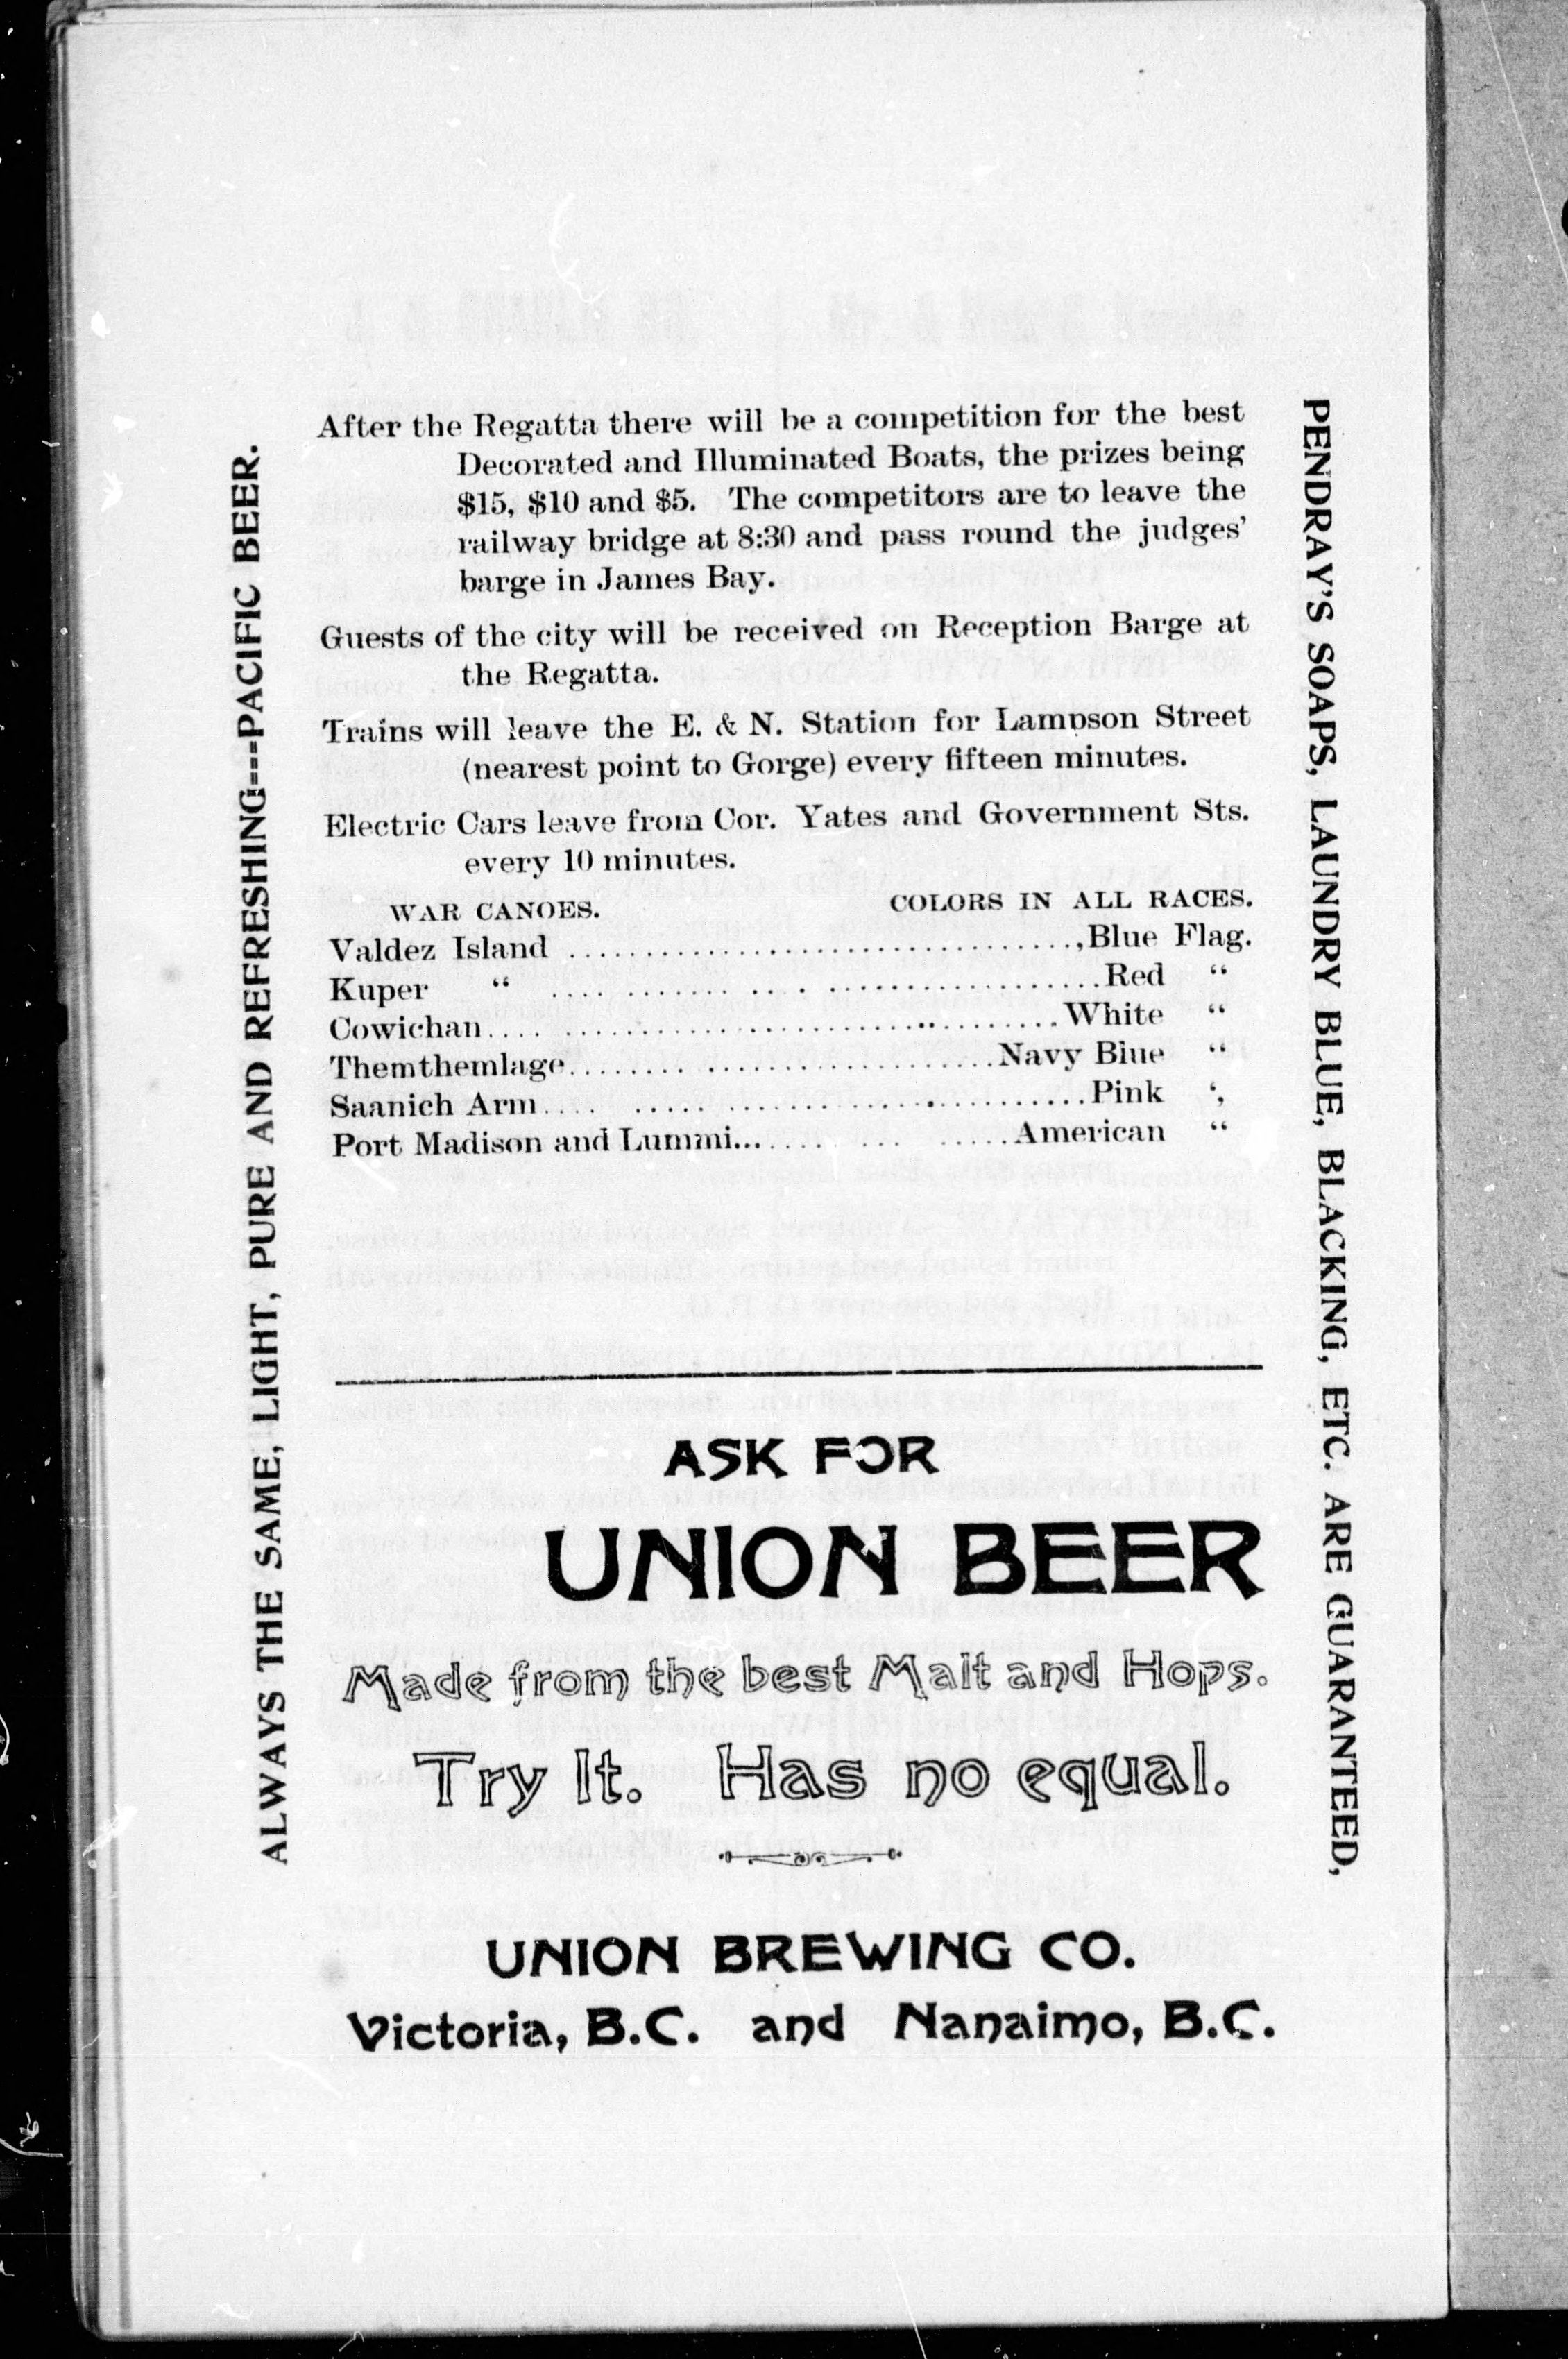 After the Regatta there will be a competition for the best
Decorated and Illuminated Boats, the prizes being
$15, $10 and $5. The competitors are to leave the
railway bridge at 8:30 and pass round the judges'
barge in James Bay.
Guests of the city will be received on Reception Barge at
the Regatta.
Trains will leave the E. & N. Station for Lampson Street
(nearest point to Gorge) every fifteen minutes.
Electric Cars leave from Cor. Yates and Government Sts.
every 10 minutes.
WAR CANOES. COLORS IN ALL RACES.
Valdez Island ................................., Blue Flag.
Kuper “ .................................... Red “
Cowichan.................................... White “
Themthemlage............................ Navy Blue “
Saanich Arm................................ Pink “
Port Madison and Lummi................ American “
ASK FOR
UNION BEER
Made from the best Malt and Hops.
Try It. Has no equal.
UNION BREWING CO.
Victoria, B.C. and Nanaimo, B.C.
ALWAYS THE SAME, LIGHT, PURE AND REFRESHING---PACIFIC BEER.
PENDRAY'S SOAPS, LAUNDRY BLUE, BLACKING, ETC. ARE GUARANTEED,